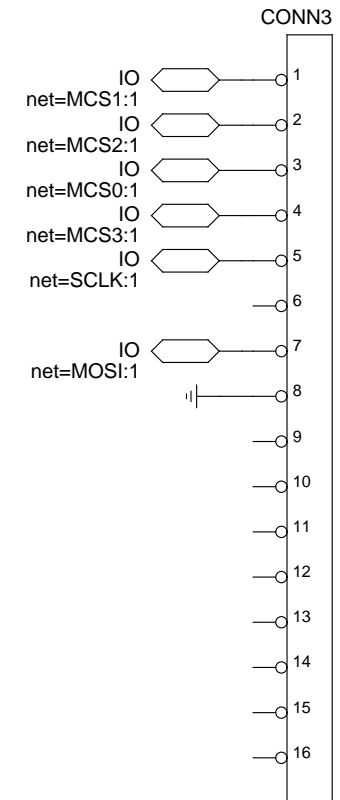 CONN3
IO 1
net=MCS1:1
IO 2
net=MCS2:1
IO 3
net=MCS0:1
IO 4
net=MCS3:1
IO 5
net=SCLK:1
6
IO 7
net=MOSI:1
8
9
10
11
12
13
14
15
16